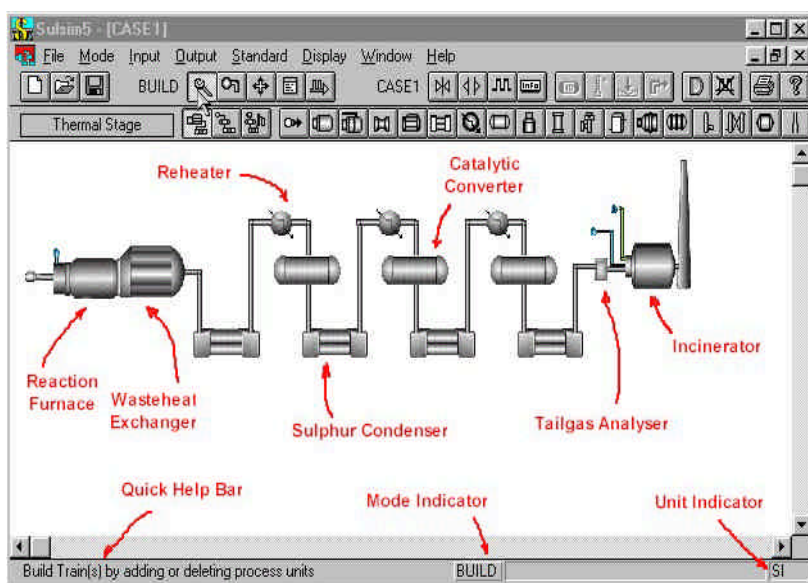 Sulsim5 - [CASE1]
File Mode Input Output Standard Display Window Help
BUILD CASE1 Info
Thermal Stage
Reheater
Catalytic
Converter
Incinerator
Reaction
Furnace
Wasteheat
Exchanger
Sulphur Condenser
Tailgas Analyser
Quick Help Bar
Mode Indicator
Unit Indicator
Build Train(s) by adding or deleting process units BUILD SI